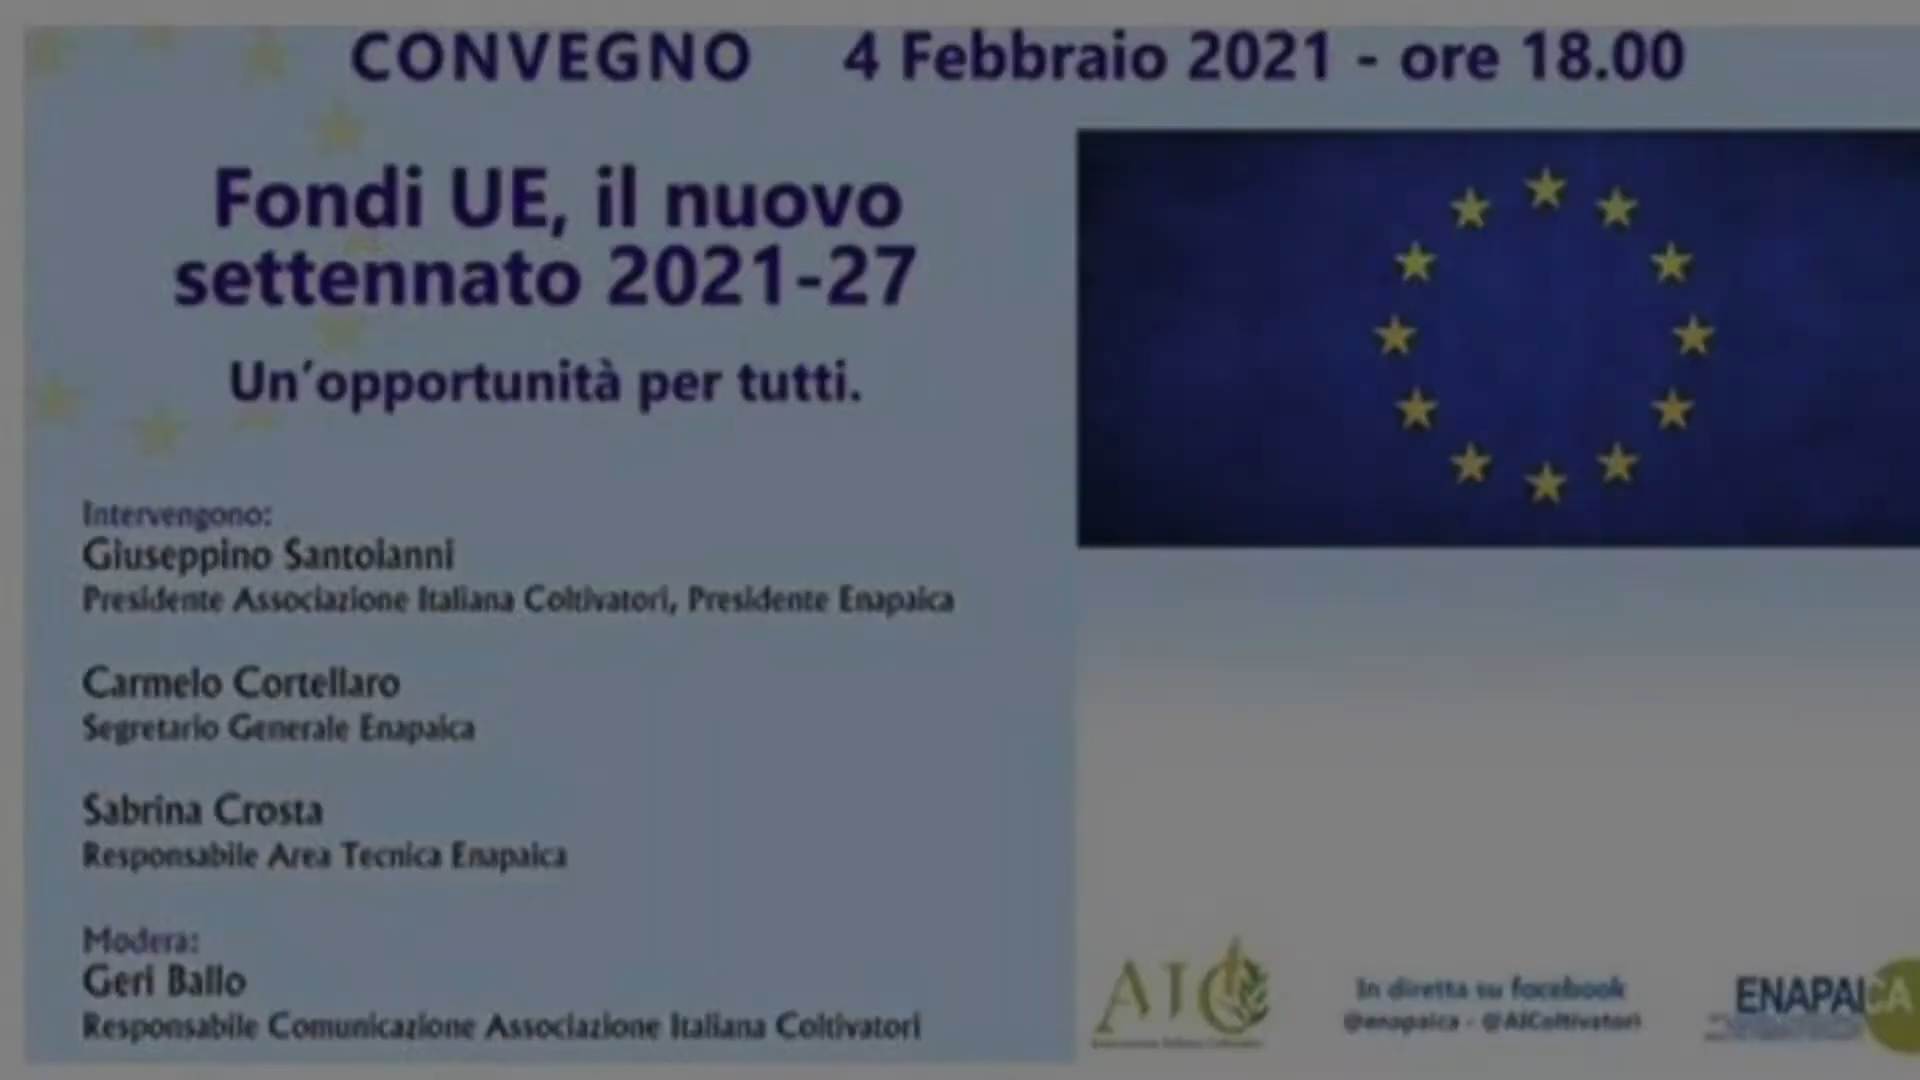 CONVEGNO 4 Febbraio 2021 - ore 18.00
Fondi UE, il nuovo
settennato 2021-27
Un'opportunità per tutti.
Intervengono:
Giuseppino Santoianni
Presidente Associazione Italiana Coltivatori, Presidente Enapaica
Carmelo Cortellaro
Segretario Generale Enapaica
Sabrina Crosta
Responsabile Area Tecnica Enapaica
Modera:
Geri Ballo
Responsabile Comunicazione Associazione Italiana Coltivatori
AIC
In diretta su facebook
@enapaica - @AIColtivatori
ENAPAICA